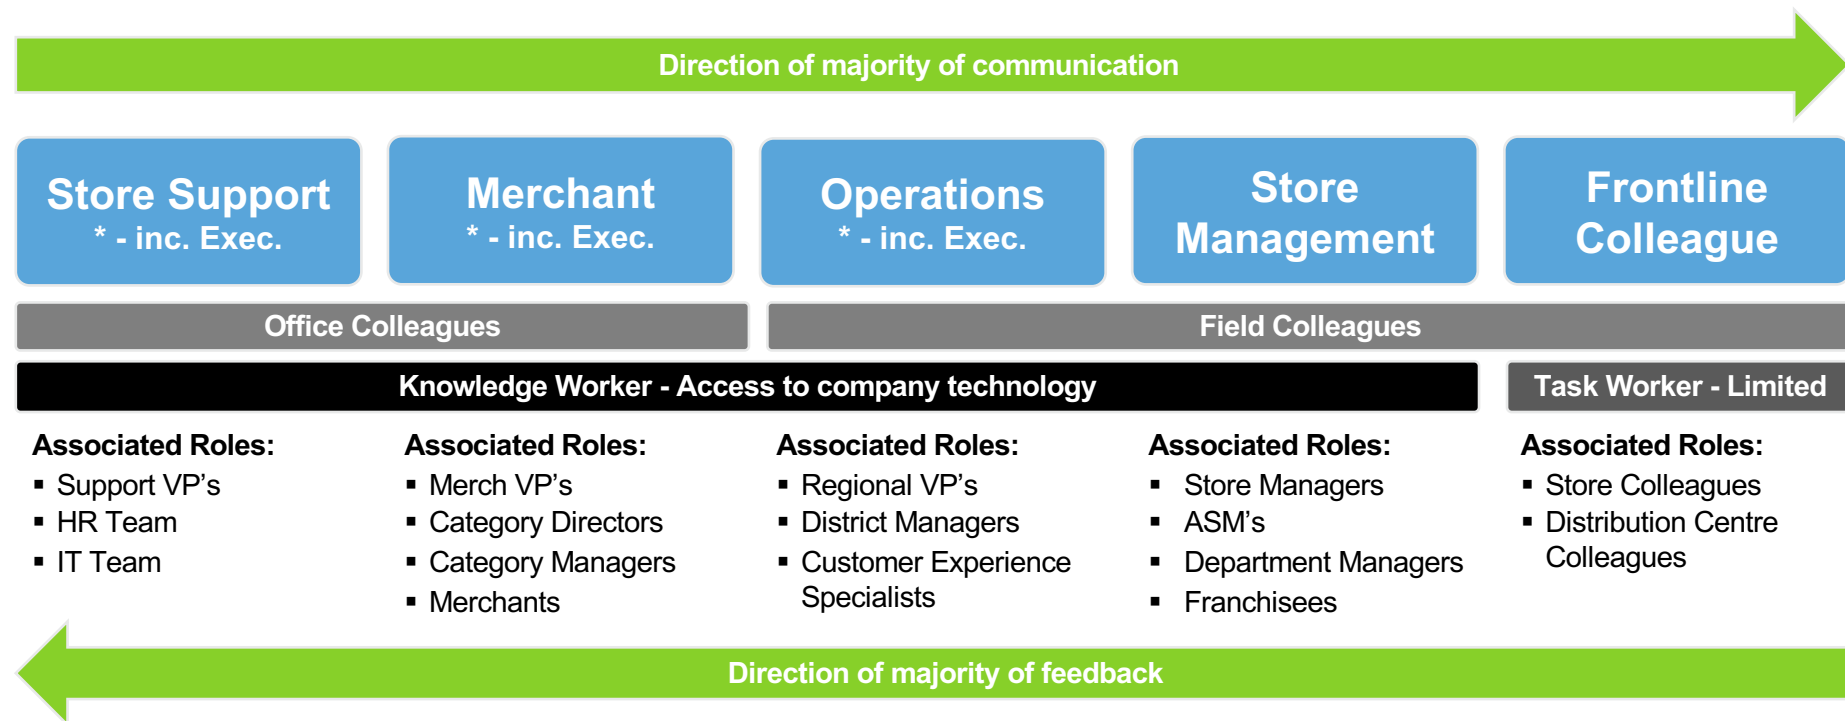 Direction of majority of communication
Store Support
* - inc. Exec.
Merchant
* - inc. Exec.
Operations
* - inc. Exec.
Store
Management
Frontline
Colleague
Office Colleagues
Field Colleagues
Knowledge Worker - Access to company technology
Task Worker - Limited
Associated Roles:
▪ Support VP’s
▪ HR Team
▪ IT Team
Associated Roles:
▪ Merch VP’s
▪ Category Directors
▪ Category Managers
▪ Merchants
Associated Roles:
▪ Regional VP’s
▪ District Managers
▪ Customer Experience
Specialists
Associated Roles:
▪ Store Managers
▪ ASM’s
▪ Department Managers
▪ Franchisees
Associated Roles:
▪ Store Colleagues
▪ Distribution Centre
Colleagues
Direction of majority of feedback